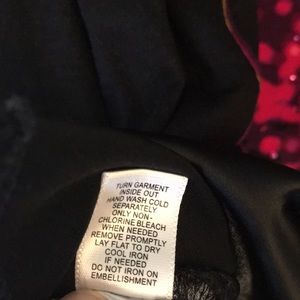 TURN GARMENT
INSIDE OUT
HAND WASH COLD
SEPARATELY
ONLY NON-
CHLORINE BLEACH
WHEN NEEDED
REMOVE PROMPTLY
LAY FLAT TO DRY
COOL IRON
IF NEEDED
DO NOT IRON ON
EMBELLISHMENT